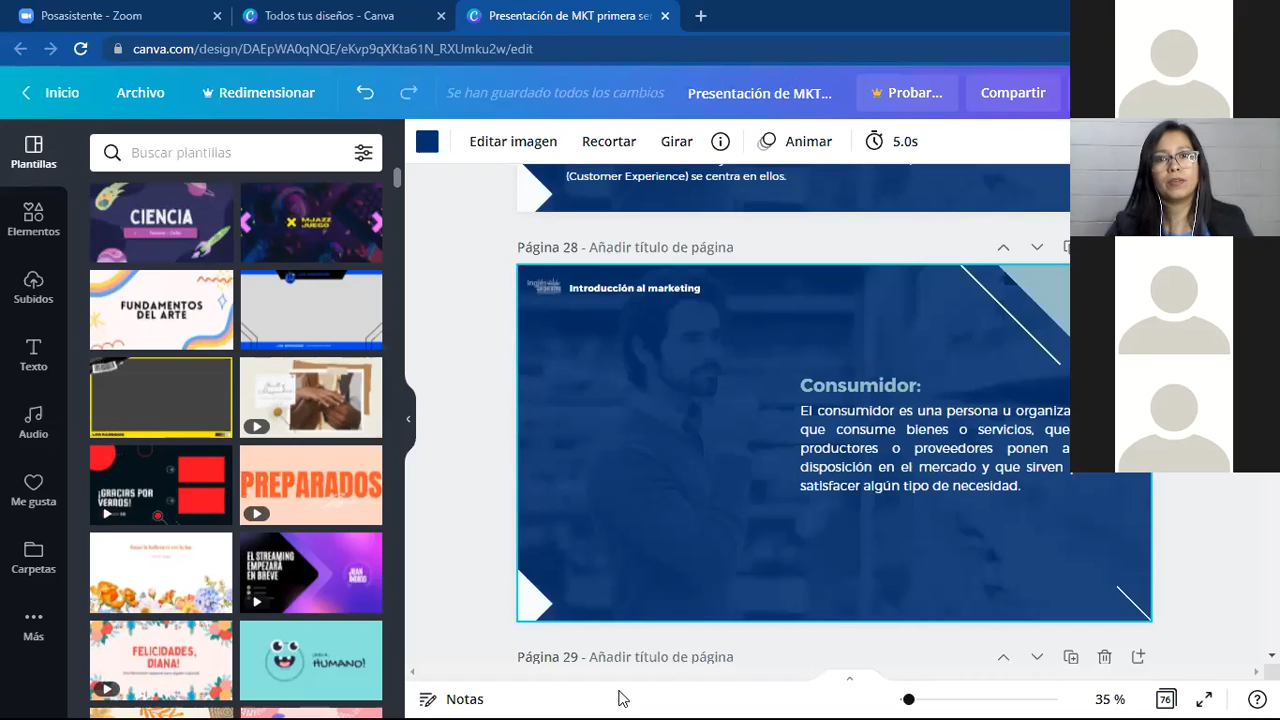 Posasistente - Zoom
Todos tus diseños - Canva
Presentación de MKT primera se
canva.com/design/DAEpWA0qNQE/eKvp9qXKta61N_RXUmku2w/edit
Inicio
Archivo
Redimensionar
Se han guardado todos los cambios
Presentación de MKT...
Probar...
Compartir
Plantillas
Buscar plantillas
Editar imagen
Recortar
Girar
Animar
5.0s
(Customer Experience) se centra en ellos.
Elementos
Subidos
Texto
Audio
Me gusta
Carpetas
Más
CIENCIA
MJAZZ
JUEGO
FUNDAMENTOS
DEL ARTE
¡GRACIAS POR
VERNOS!
PREPARADOS
EL STREAMING
EMPEZARÁ
EN BREVE
FELICIDADES,
DIANA!
HUMANO!
Página 28 - Añadir título de página
Introducción al marketing
Consumidor:
El consumidor es una persona u organiza
que consume bienes o servicios, que
productores o proveedores ponen a
disposición en el mercado y que sirven
satisfacer algún tipo de necesidad.
Página 29 - Añadir título de página
Notas
35 %
76